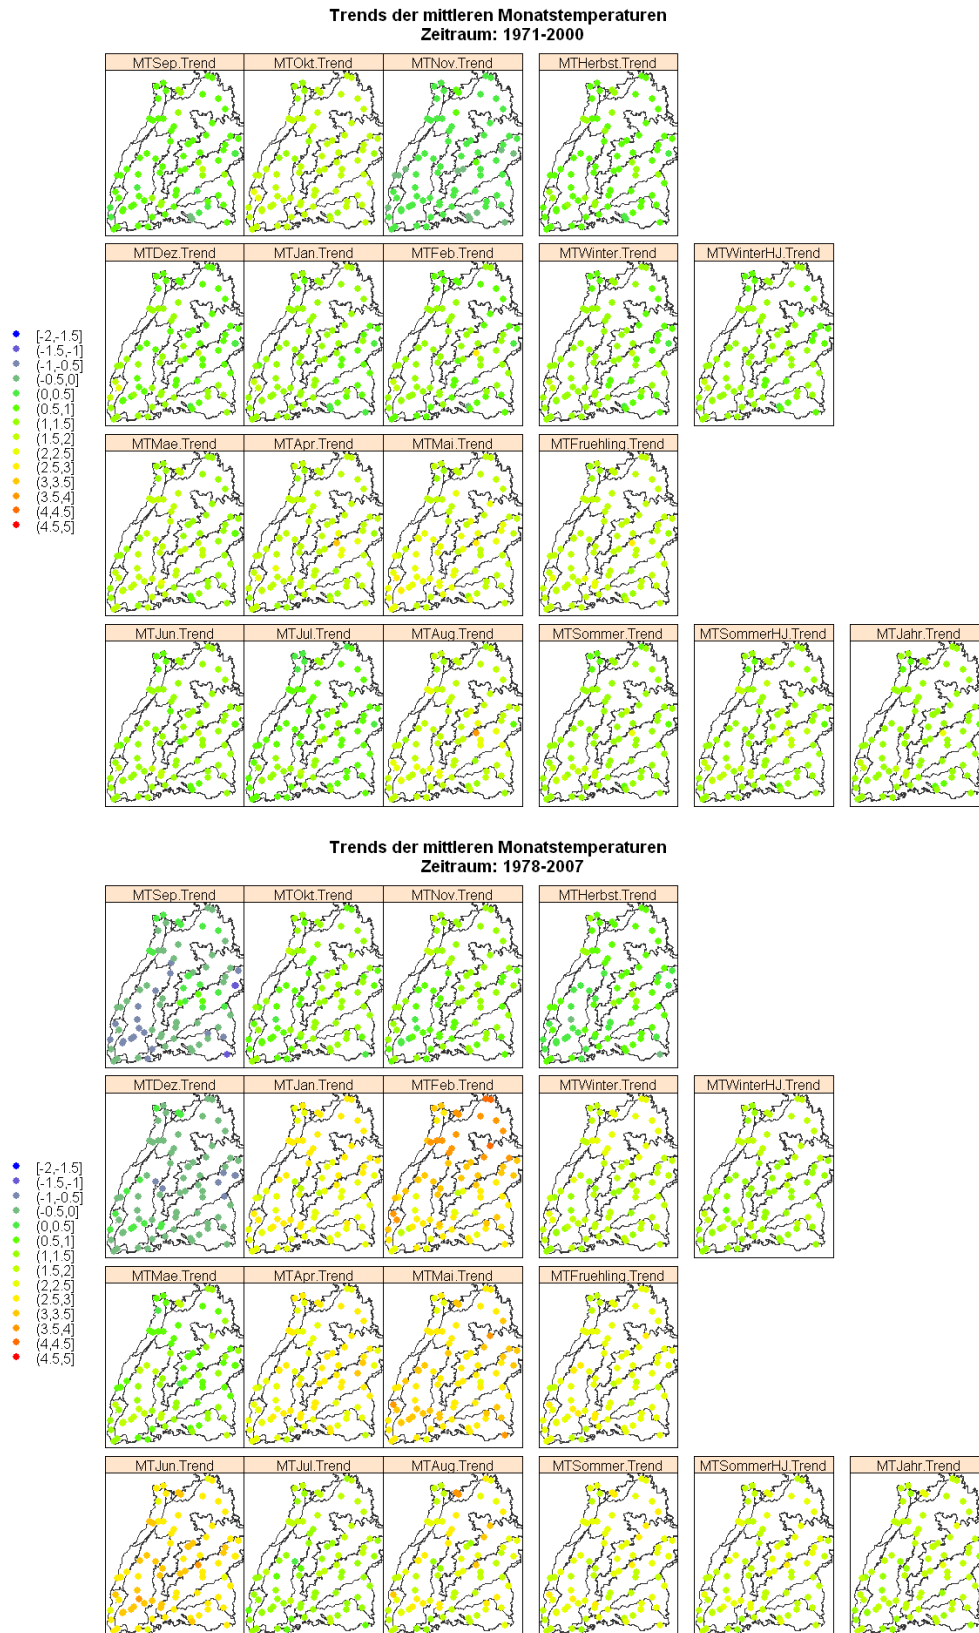 Trends der mittleren Monatstemperaturen
Zeitraum: 1971-2000
MTSep.Trend MTOkt.Trend MTNov.Trend MTHerbst.Trend
MTDez.Trend MTJan.Trend MTFeb.Trend MTWinter.Trend MTWinterHJ.Trend
[-2,-1.5]
(-1.5,-1]
(-1,-0.5]
(-0.5,0]
(0,0.5]
(0.5,1]
(1,1.5]
(1.5,2]
(2,2.5]
(2.5,3]
(3,3.5]
(3.5,4]
(4,4.5]
(4.5,5]
MTMae.Trend MTApr.Trend MTMai.Trend MTFruehling.Trend
MTJun.Trend MTJul.Trend MTAug.Trend MTSommer.Trend MTSommerHJ.Trend MTJahr.Trend
Trends der mittleren Monatstemperaturen
Zeitraum: 1978-2007
MTSep.Trend MTOkt.Trend MTNov.Trend MTHerbst.Trend
MTDez.Trend MTJan.Trend MTFeb.Trend MTWinter.Trend MTWinterHJ.Trend
[-2,-1.5]
(-1.5,-1]
(-1,-0.5]
(-0.5,0]
(0,0.5]
(0.5,1]
(1,1.5]
(1.5,2]
(2,2.5]
(2.5,3]
(3,3.5]
(3.5,4]
(4,4.5]
(4.5,5]
MTMae.Trend MTApr.Trend MTMai.Trend MTFruehling.Trend
MTJun.Trend MTJul.Trend MTAug.Trend MTSommer.Trend MTSommerHJ.Trend MTJahr.Trend